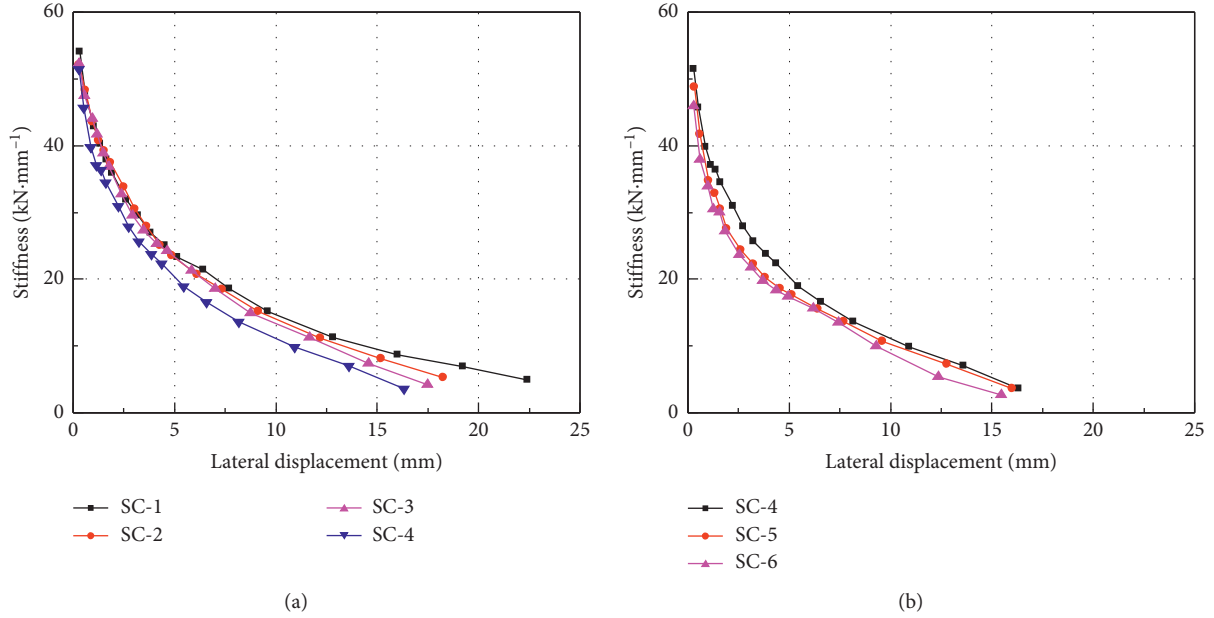 60
40
20
0
Stiffness (kN·mm⁻¹)
0 5 10 15 20 25
Lateral displacement (mm)
SC-1 SC-3
SC-2 SC-4
(a)
60
40
20
0
Stiffness (kN·mm⁻¹)
0 5 10 15 20 25
Lateral displacement (mm)
SC-4
SC-5
SC-6
(b)